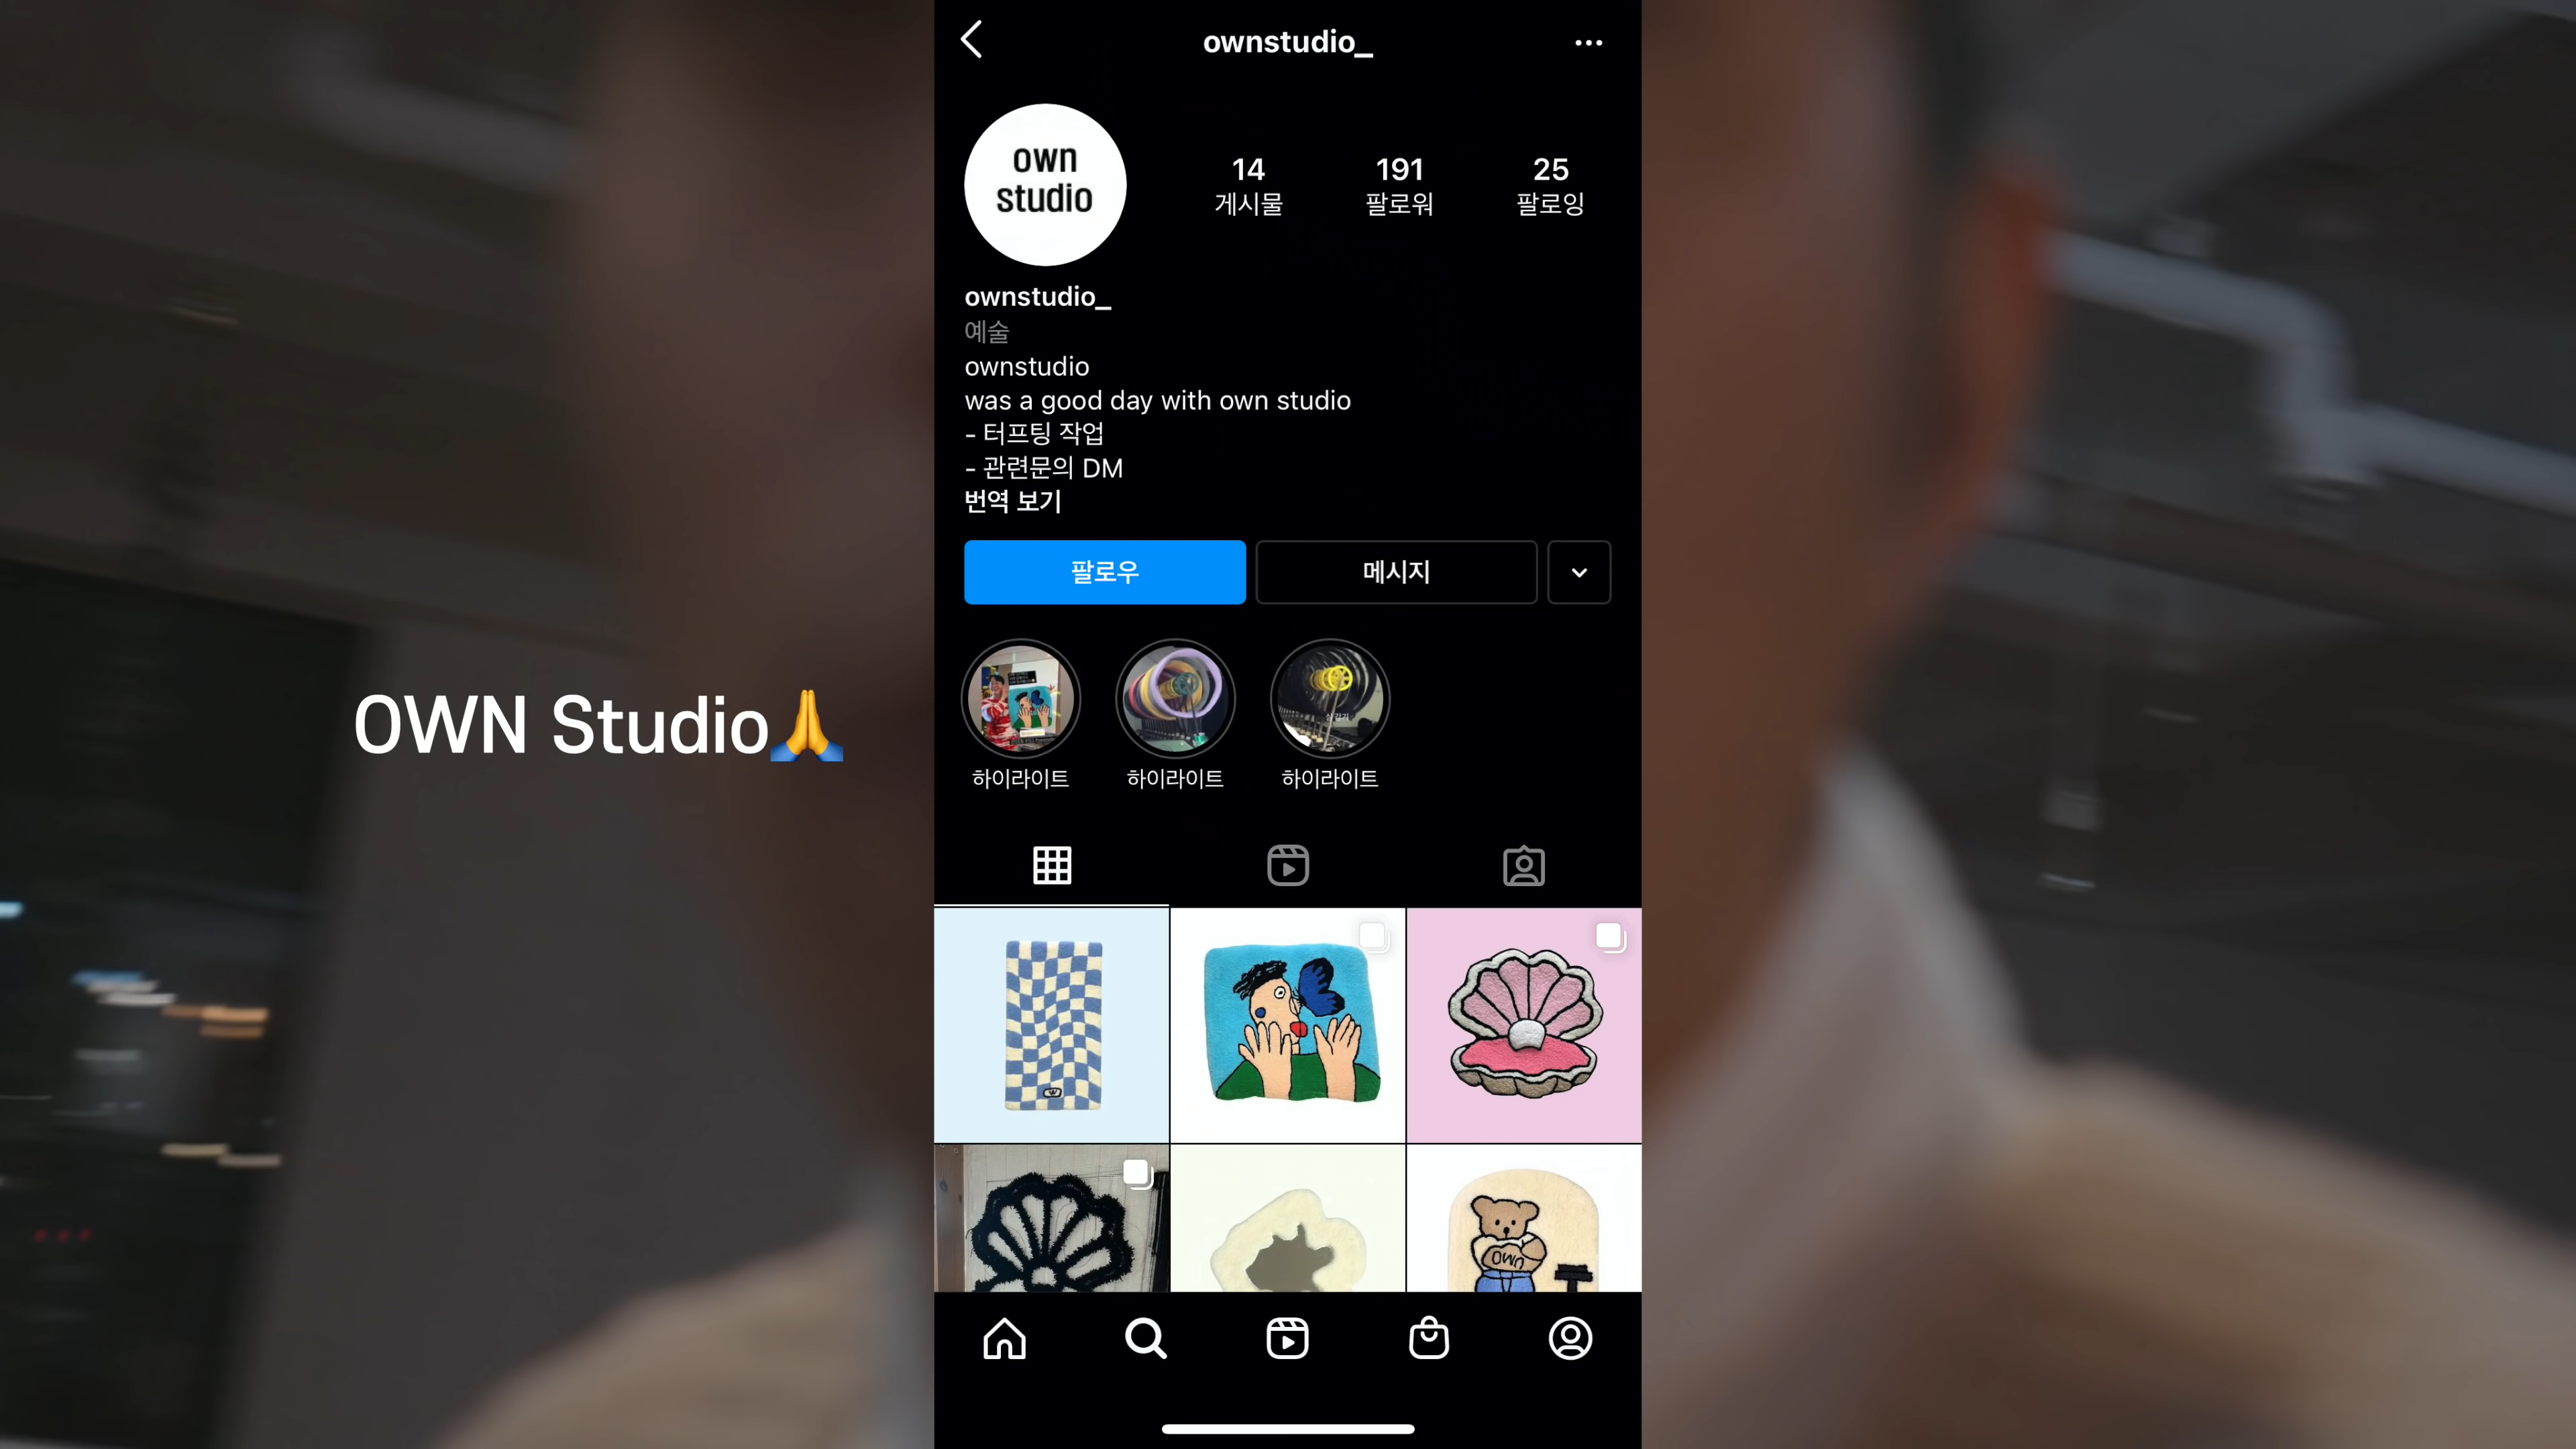 ownstudio_
own
studio
14
게시물
191
팔로워
25
팔로잉
ownstudio_
예술
ownstudio
was a good day with own studio
- 터프팅 작업
- 관련문의 DM
번역 보기
팔로우
메시지
하이라이트
하이라이트
하이라이트
OWN Studio🙏
own